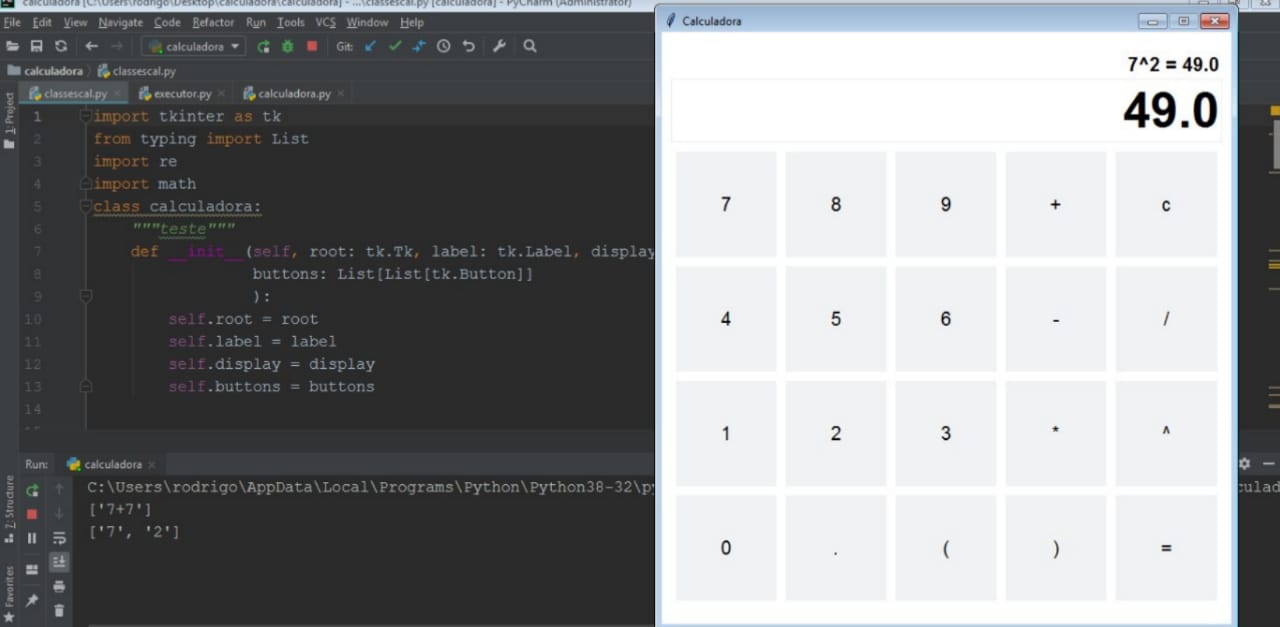 calculadora [C:\Users\rodrigo\Desktop\calculadora\calculadora] - ...\classescal.py [calculadora] - PyCharm (Administrator)
File Edit View Navigate Code Refactor Run Tools VCS Window Help
calculadora Git:
calculadora classescal.py
classescal.py executor.py calculadora.py
1: Project
1 import tkinter as tk
2 from typing import List
3 import re
4 import math
5 class calculadora:
6 """teste"""
7 def __init__(self, root: tk.Tk, label: tk.Label, display
8 buttons: List[List[tk.Button]]
9 ):
10 self.root = root
11 self.label = label
12 self.display = display
13 self.buttons = buttons
14
Run: calculadora
C:\Users\rodrigo\AppData\Local\Programs\Python\Python38-32\py
['7+7']
['7', '2']
7: Structure
Favorites
Calculadora
7^2 = 49.0
49.0
7 8 9 + c
4 5 6 - /
1 2 3 * ^
0 . ( ) =
culad